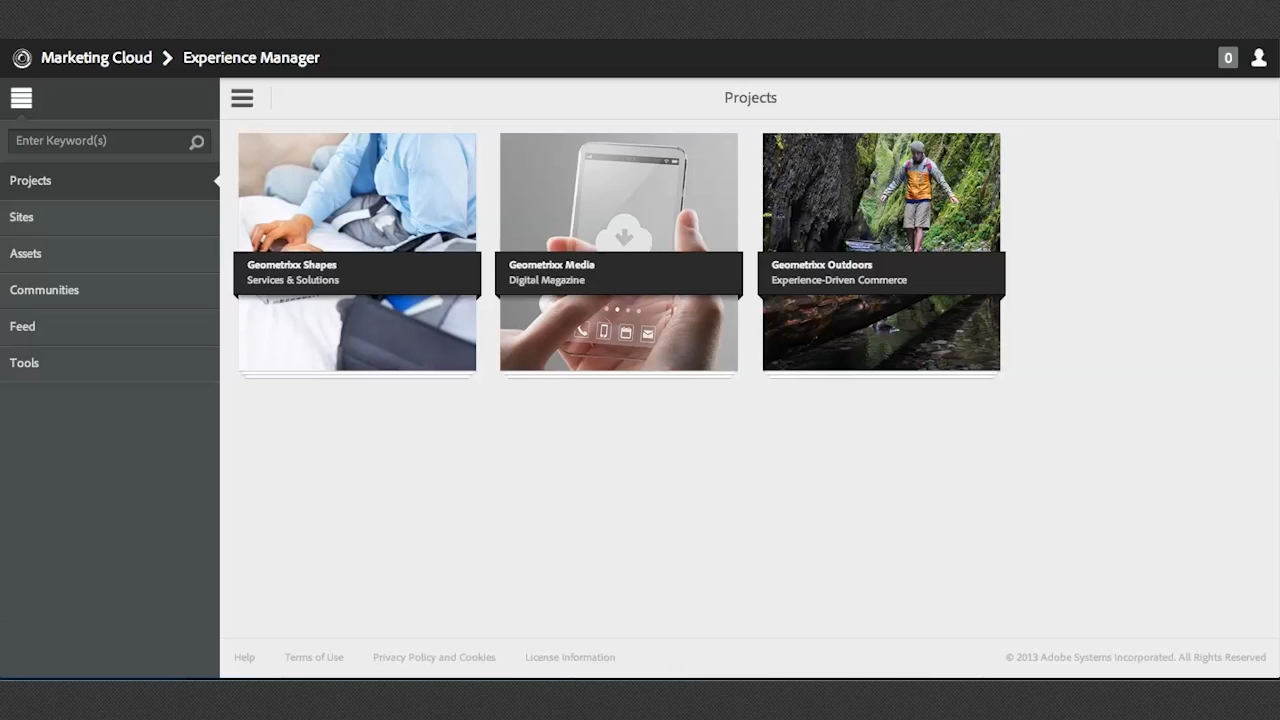 Marketing Cloud Experience Manager
0
Projects
Enter Keyword(s)
Projects
Sites
Assets
Communities
Feed
Tools
Geometrixx Shapes
Services & Solutions
Geometrixx Media
Digital Magazine
Geometrixx Outdoors
Experience-Driven Commerce
Help Terms of Use Privacy Policy and Cookies License Information
© 2013 Adobe Systems Incorporated. All Rights Reserved